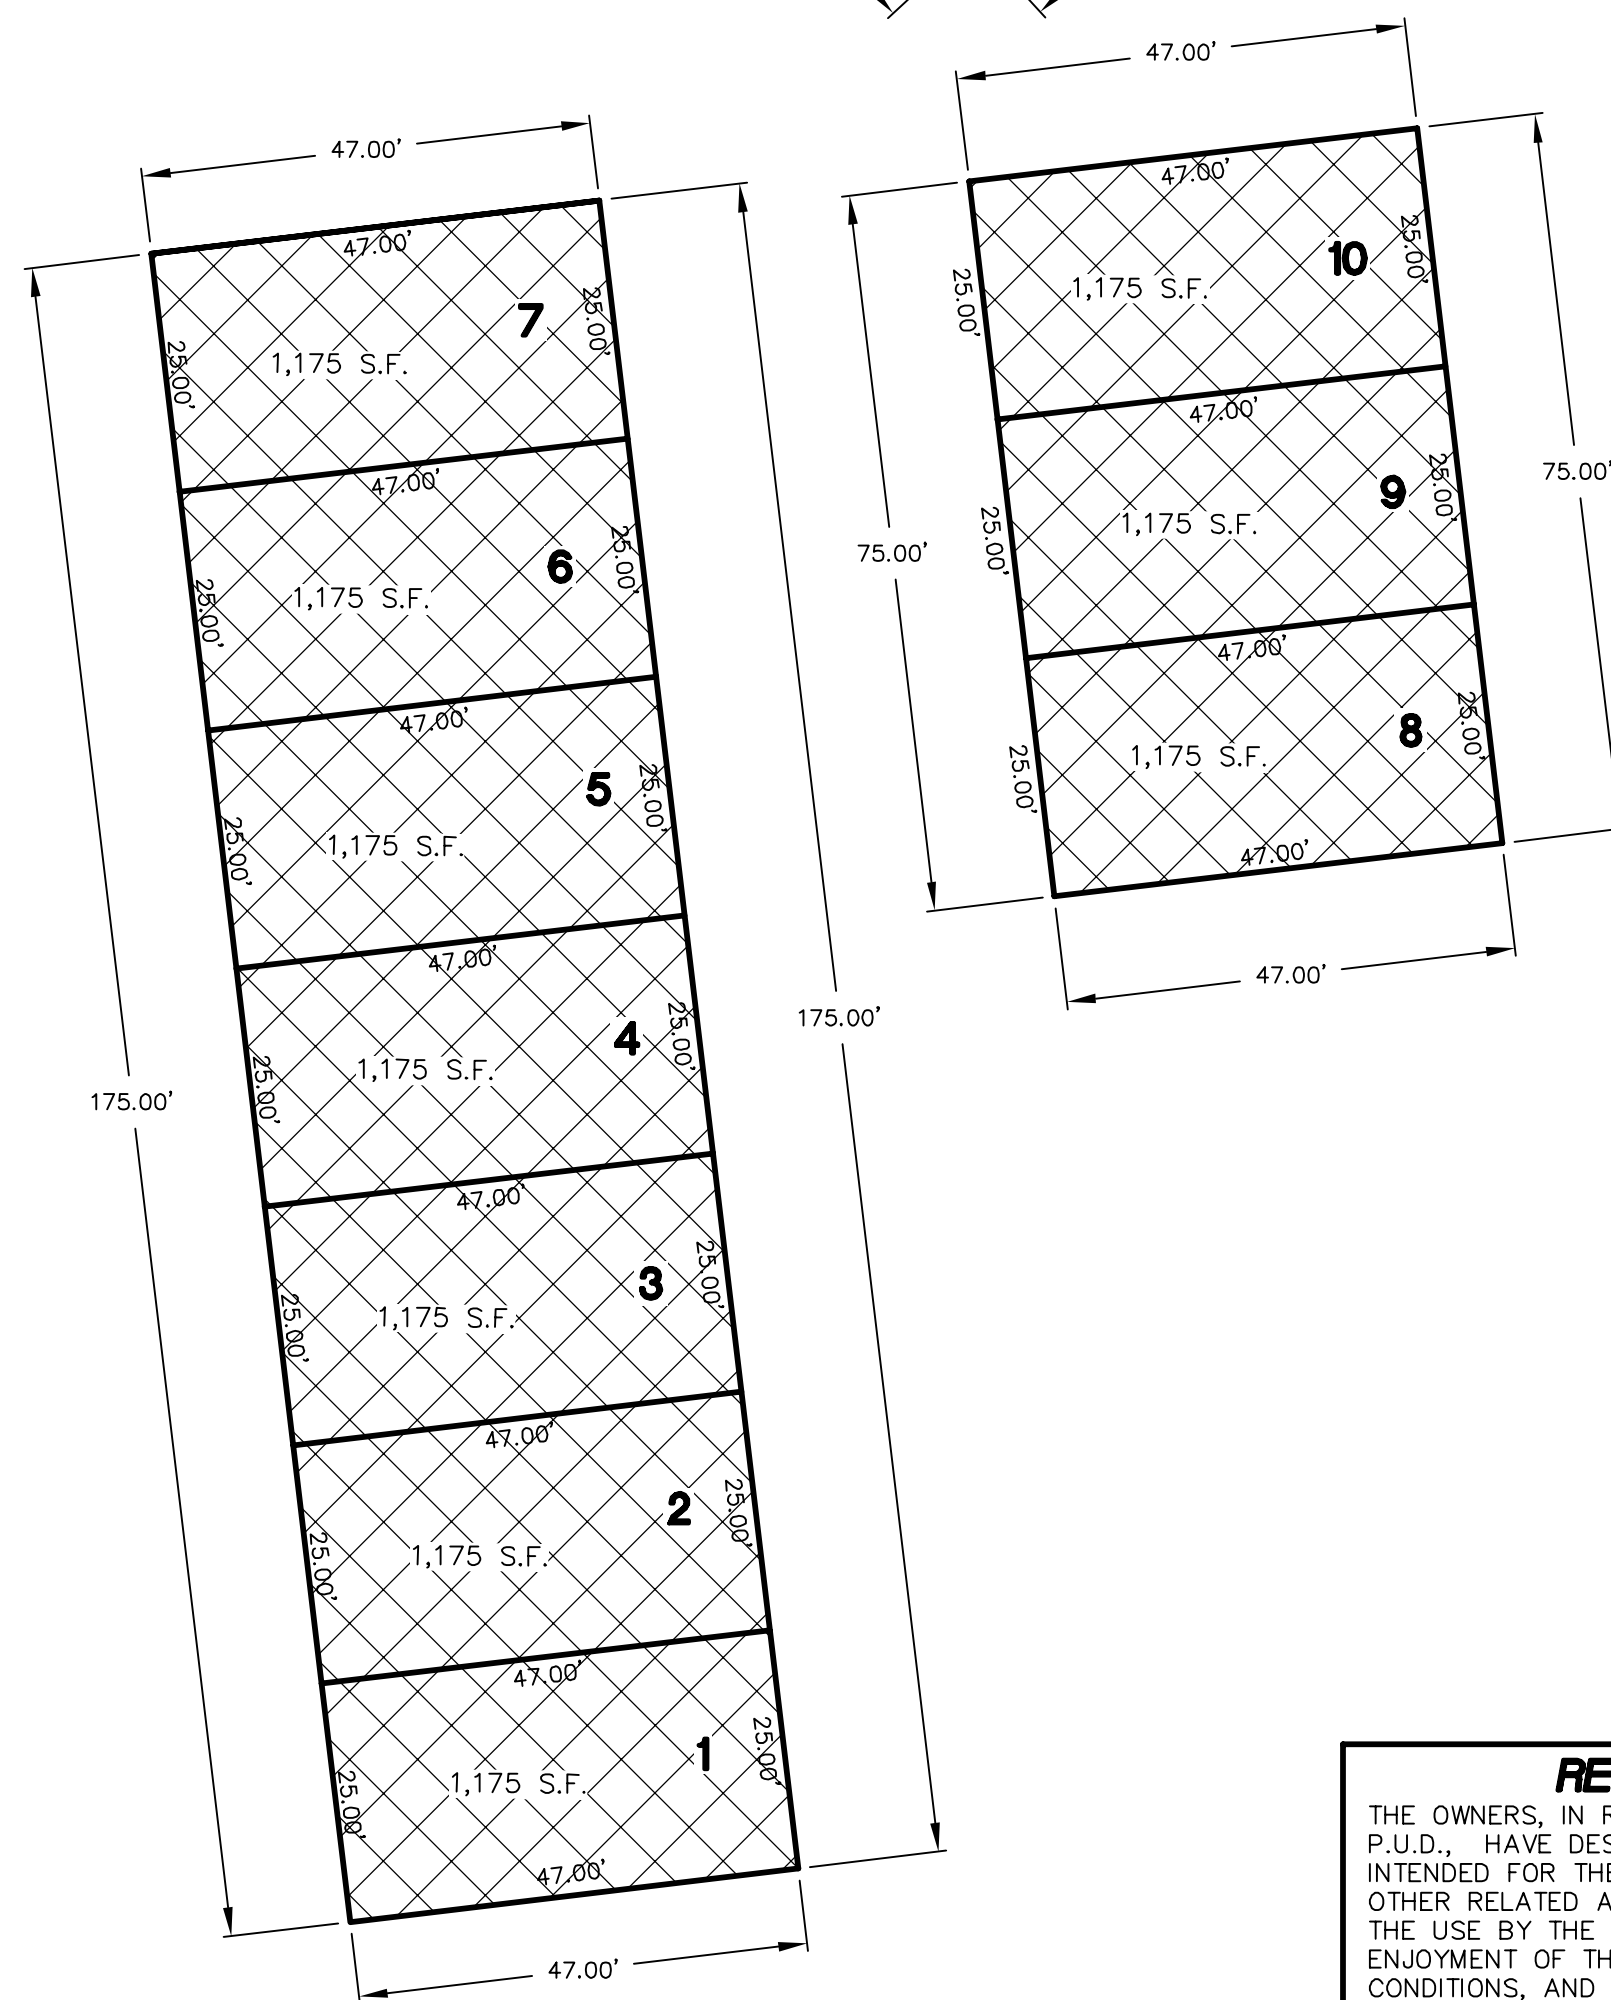 47.00'
47.00'
7
25.00'
25.00'
1,175 S.F.
47.00'
6
25.00'
25.00'
1,175 S.F.
47.00'
5
25.00'
25.00'
1,175 S.F.
47.00'
4
25.00'
25.00'
1,175 S.F.
47.00'
3
25.00'
25.00'
1,175 S.F.
47.00'
2
25.00'
25.00'
1,175 S.F.
47.00'
1
25.00'
25.00'
1,175 S.F.
47.00'
47.00'
175.00'
175.00'
47.00'
47.00'
10
25.00'
25.00'
1,175 S.F.
47.00'
9
25.00'
25.00'
1,175 S.F.
47.00'
8
25.00'
25.00'
1,175 S.F.
47.00'
47.00'
75.00'
75.00'
RE
THE OWNERS, IN R
P.U.D., HAVE DES
INTENDED FOR THE
OTHER RELATED A
THE USE BY THE
ENJOYMENT OF TH
CONDITIONS, AND